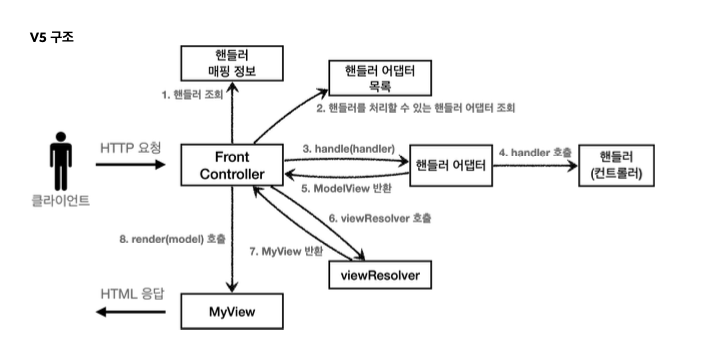 V5 구조
핸들러
매핑 정보
핸들러 어댑터
목록
1. 핸들러 조회
2. 핸들러를 처리할 수 있는 핸들러 어댑터 조회
HTTP 요청
Front
Controller
3. handle(handler)
핸들러 어댑터
4. handler 호출
핸들러
(컨트롤러)
5. ModelView 반환
클라이언트
6. viewResolver 호출
8. render(model) 호출
7. MyView 반환
viewResolver
HTML 응답
MyView